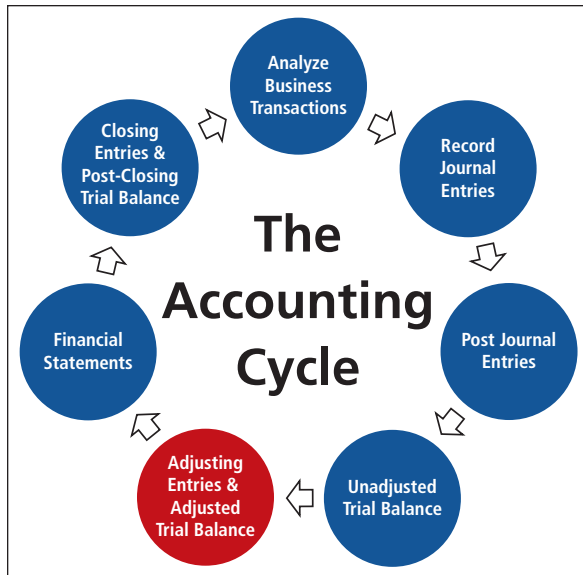 Analyze
Business
Transactions
Record
Journal
Entries
Post Journal
Entries
Unadjusted
Trial Balance
Adjusting
Entries &
Adjusted
Trial Balance
Financial
Statements
Closing
Entries &
Post-Closing
Trial Balance
The
Accounting
Cycle